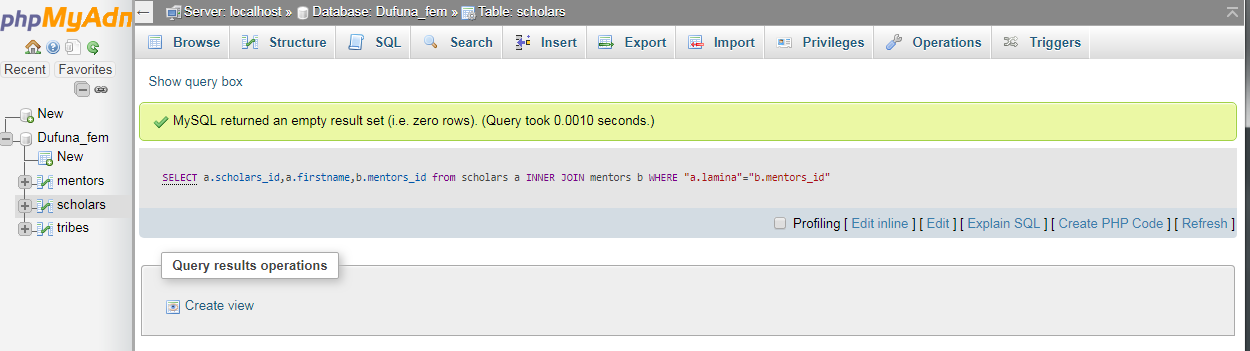 phpMyAdm
← Server: localhost » Database: Dufuna_fem » Table: scholars
Browse Structure SQL Search Insert Export Import Privileges Operations Triggers
Recent Favorites
Show query box
New
MySQL returned an empty result set (i.e. zero rows). (Query took 0.0010 seconds.)
Dufuna_fem
New
mentors
SELECT a.scholars_id,a.firstname,b.mentors_id from scholars a INNER JOIN mentors b WHERE "a.lamina"="b.mentors_id"
scholars
tribes
Profiling [ Edit inline ] [ Edit ] [ Explain SQL ] [ Create PHP Code ] [ Refresh ]
Query results operations
Create view